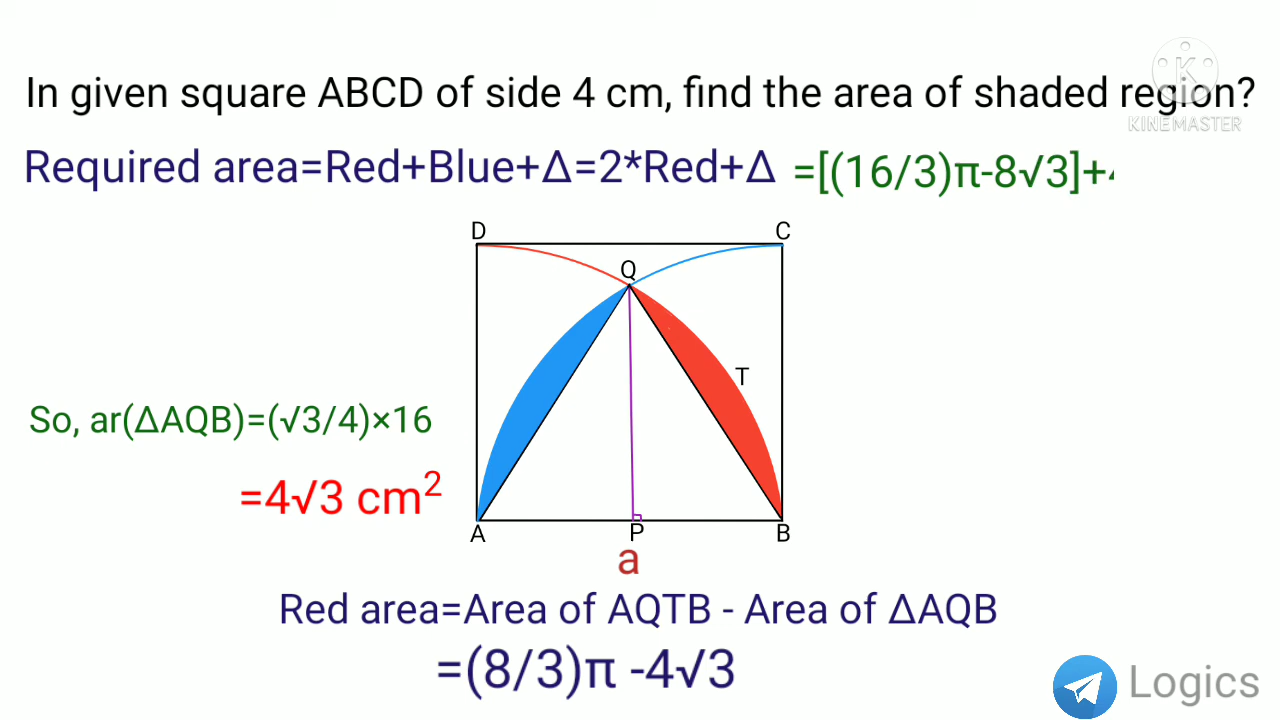 In given square ABCD of side 4 cm, find the area of shaded region?
K
KINEMASTER
Required area=Red+Blue+Δ=2*Red+Δ =[(16/3)π-8√3]+
D
C
Q
T
So, ar(ΔAQB)=(√3/4)×16
=4√3 cm²
A
P
B
a
Red area=Area of AQTB - Area of ΔAQB
=(8/3)π -4√3
Logics